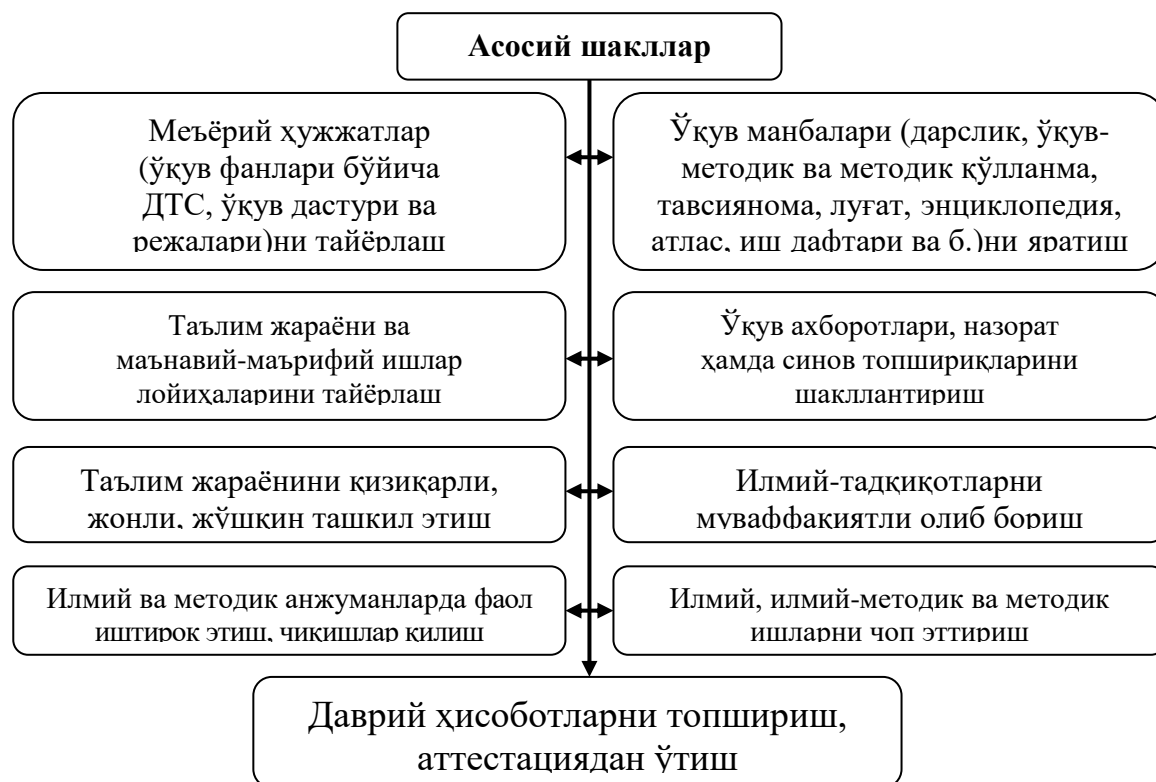 Асосий шакллар
Меъёрий ҳужжатлар
(ўқув фанлари бўйича
ДТС, ўқув дастури ва
режалари)ни тайёрлаш
Ўқув манбалари (дарслик, ўқув-
методик ва методик қўлланма,
тавсиянома, луғат, энциклопедия,
атлас, иш дафтари ва б.)ни яратиш
Таълим жараёни ва
маънавий-маърифий ишлар
лойиҳаларини тайёрлаш
Ўқув ахборотлари, назорат
ҳамда синов топшириқларини
шакллантириш
Таълим жараёнини қизиқарли,
жонли, жўшқин ташкил этиш
Илмий-тадқиқотларни
муваффақиятли олиб бориш
Илмий ва методик анжуманларда фаол
иштирок этиш, чиқишлар қилиш
Илмий, илмий-методик ва методик
ишларни чоп эттириш
Даврий ҳисоботларни топшириш,
аттестациядан ўтиш